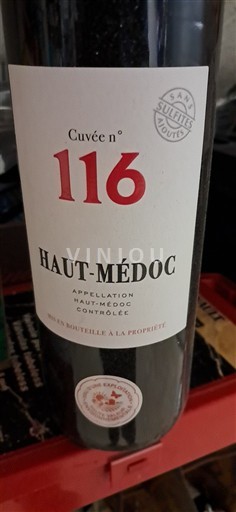 SANS
SULFITES
AJOUTÉS
Cuvée n°
116
VINIOU
HAUT-MÉDOC
APPELLATION
HAUT-MÉDOC
CONTRÔLÉE
MIS EN BOUTEILLE À LA PROPRIÉTÉ